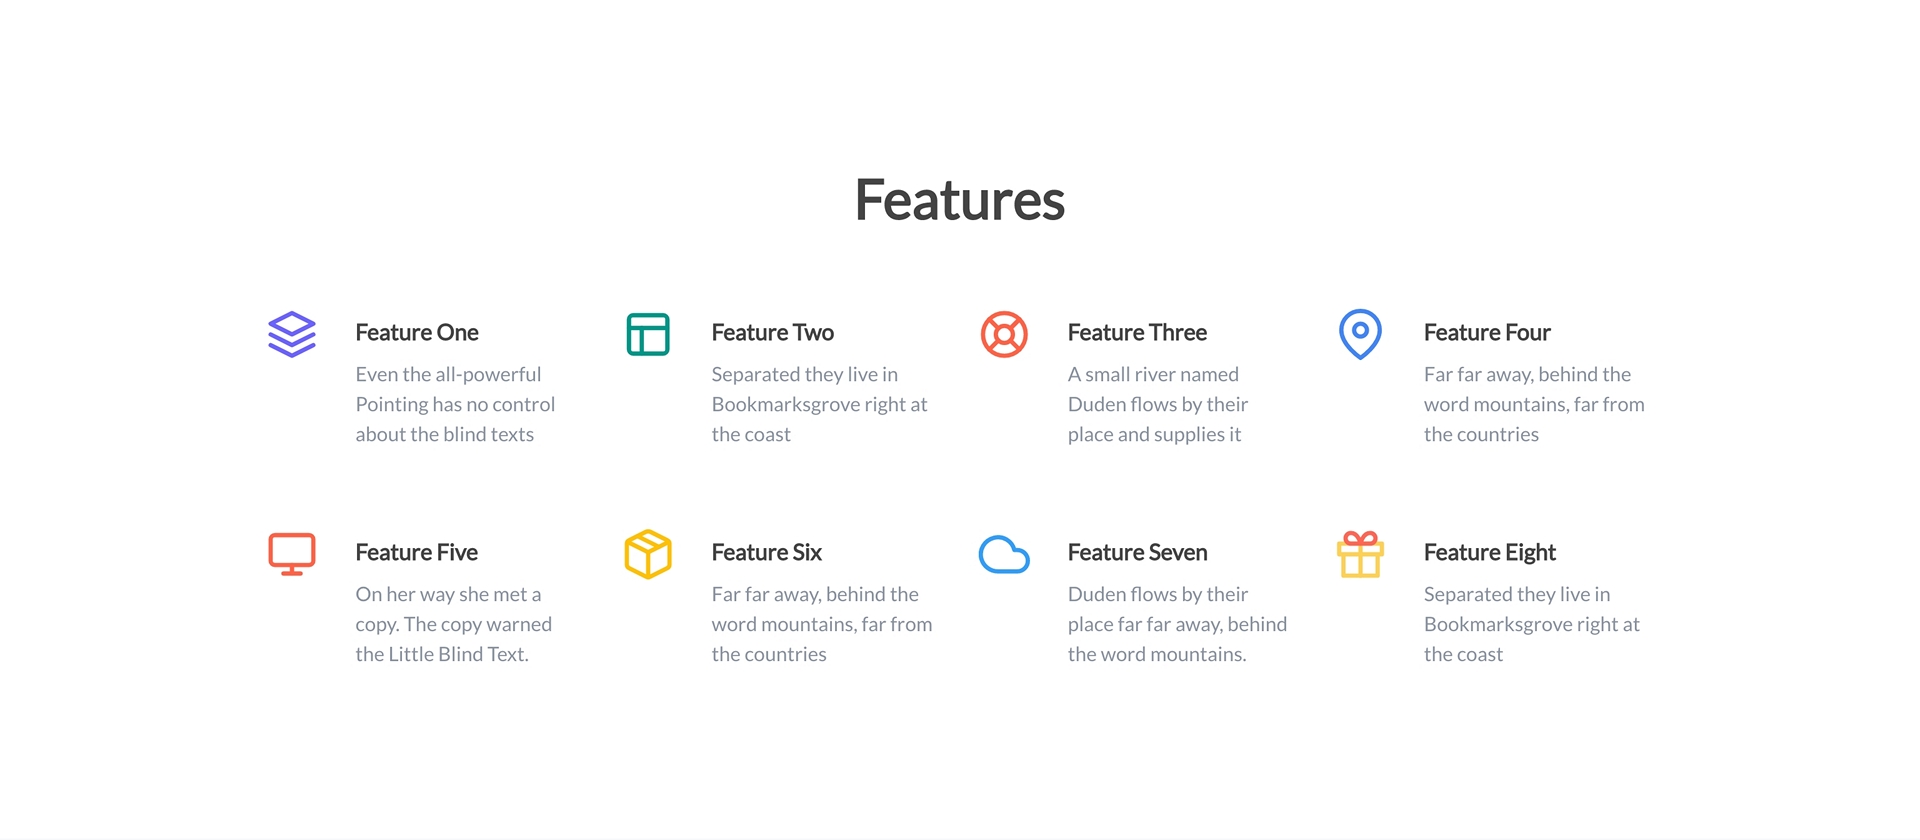 Features
Feature One
Even the all-powerful
Pointing has no control
about the blind texts
Feature Two
Separated they live in
Bookmarksgrove right at
the coast
Feature Three
A small river named
Duden flows by their
place and supplies it
Feature Four
Far far away, behind the
word mountains, far from
the countries
Feature Five
On her way she met a
copy. The copy warned
the Little Blind Text.
Feature Six
Far far away, behind the
word mountains, far from
the countries
Feature Seven
Duden flows by their
place far far away, behind
the word mountains.
Feature Eight
Separated they live in
Bookmarksgrove right at
the coast